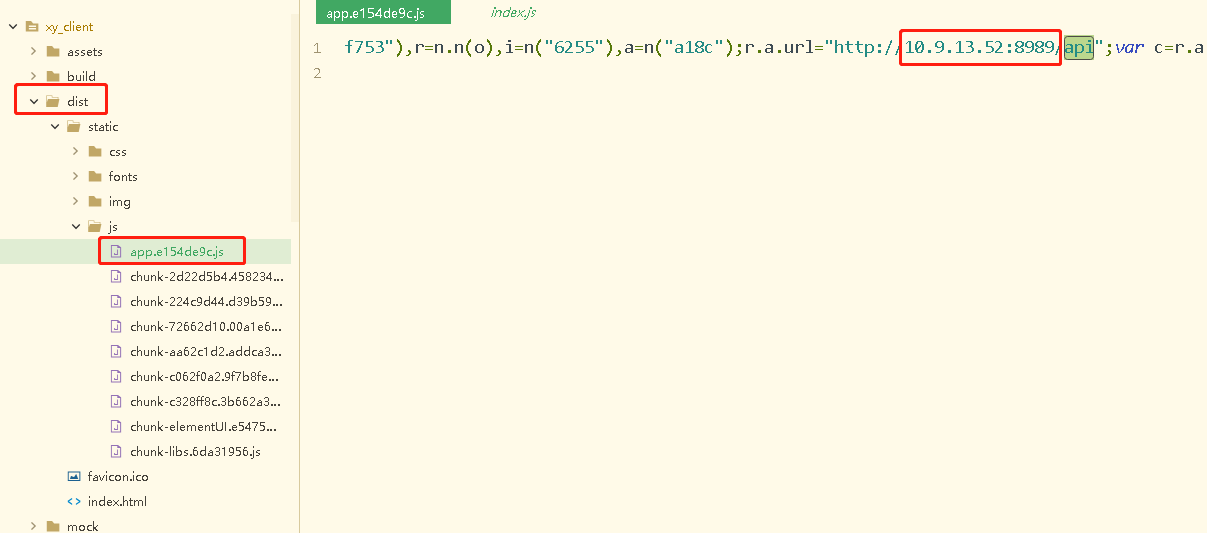 xy_client
assets
build
dist
static
css
fonts
img
js
app.e154de9c.js
chunk-2d22d5b4.458234...
chunk-224c9d44.d39b59...
chunk-72662d10.00a1e6...
chunk-aa62c1d2.addca3...
chunk-c062f0a2.9f7b8fe...
chunk-c328ff8c.3b662a3...
chunk-elementUI.e5475...
chunk-libs.6da31956.js
favicon.ico
index.html
mock
app.e154de9c.js index.js
1 f753"),r=n.n(o),i=n("6255"),a=n("a18c");r.a.url="http://10.9.13.52:8989/api";var c=r.a
2